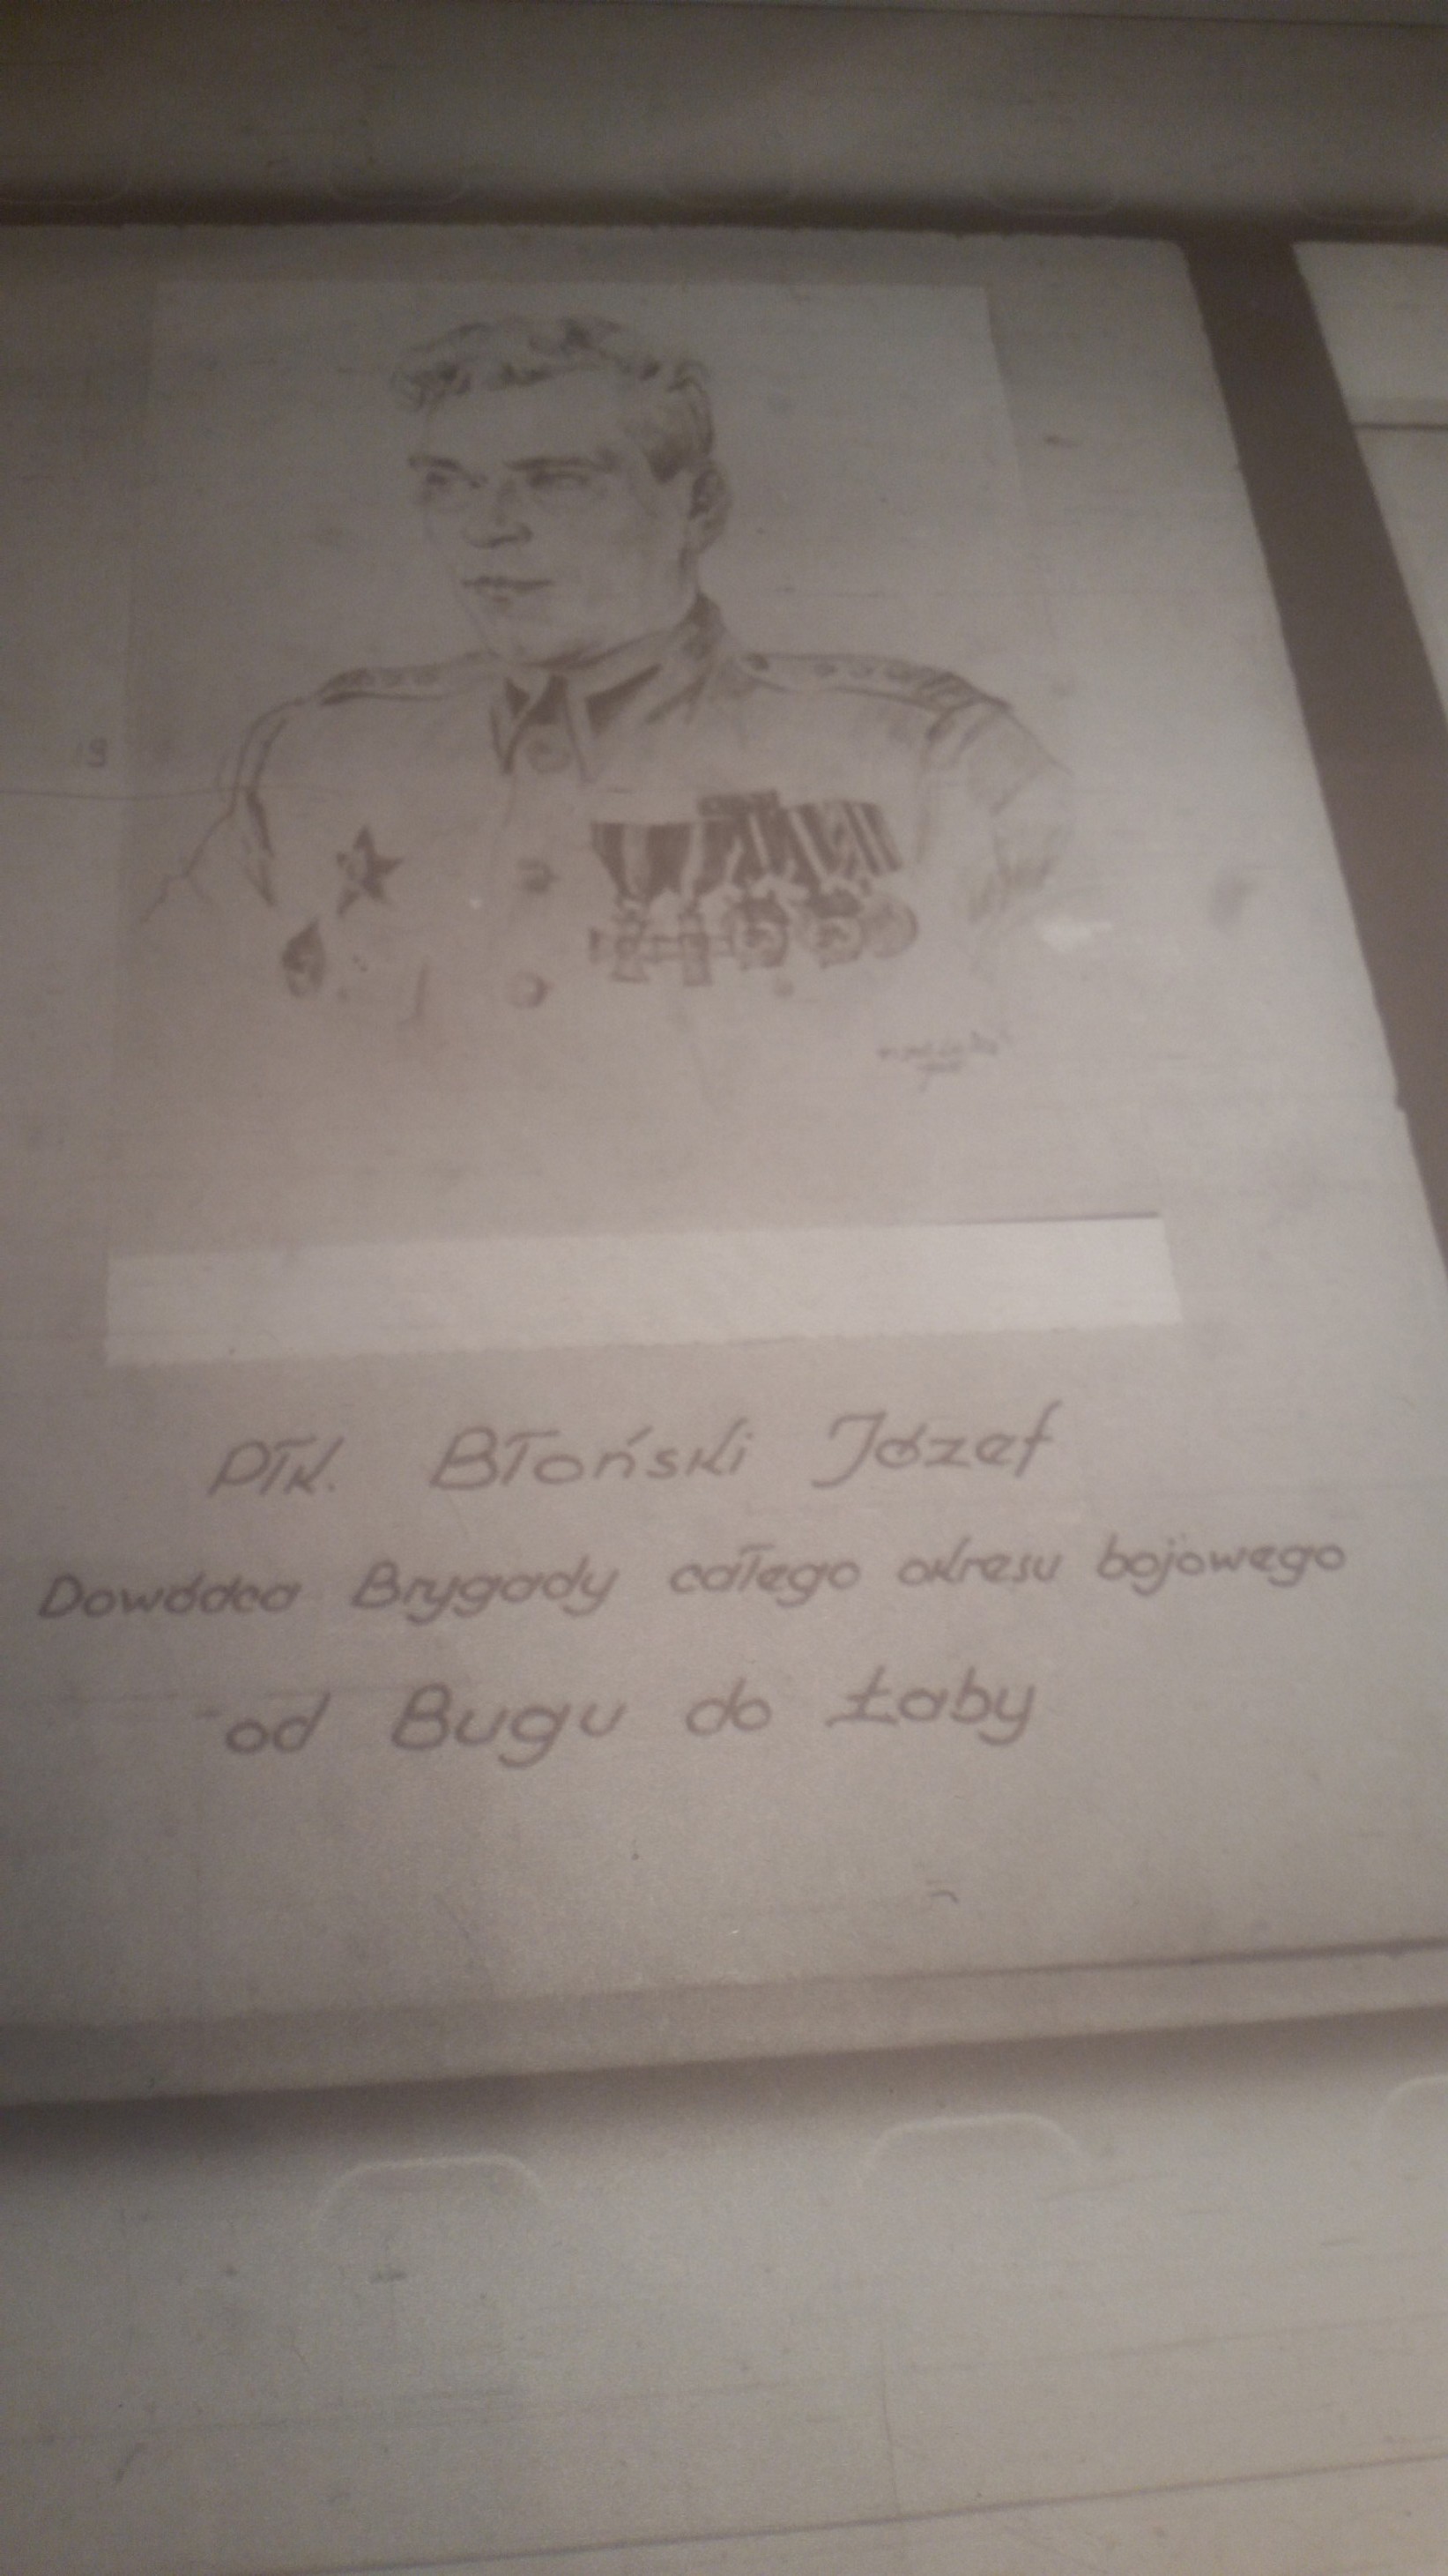 płk. Błoński Józef
Dowódca Brygady całego okresu bojowego
od Bugu do Łaby